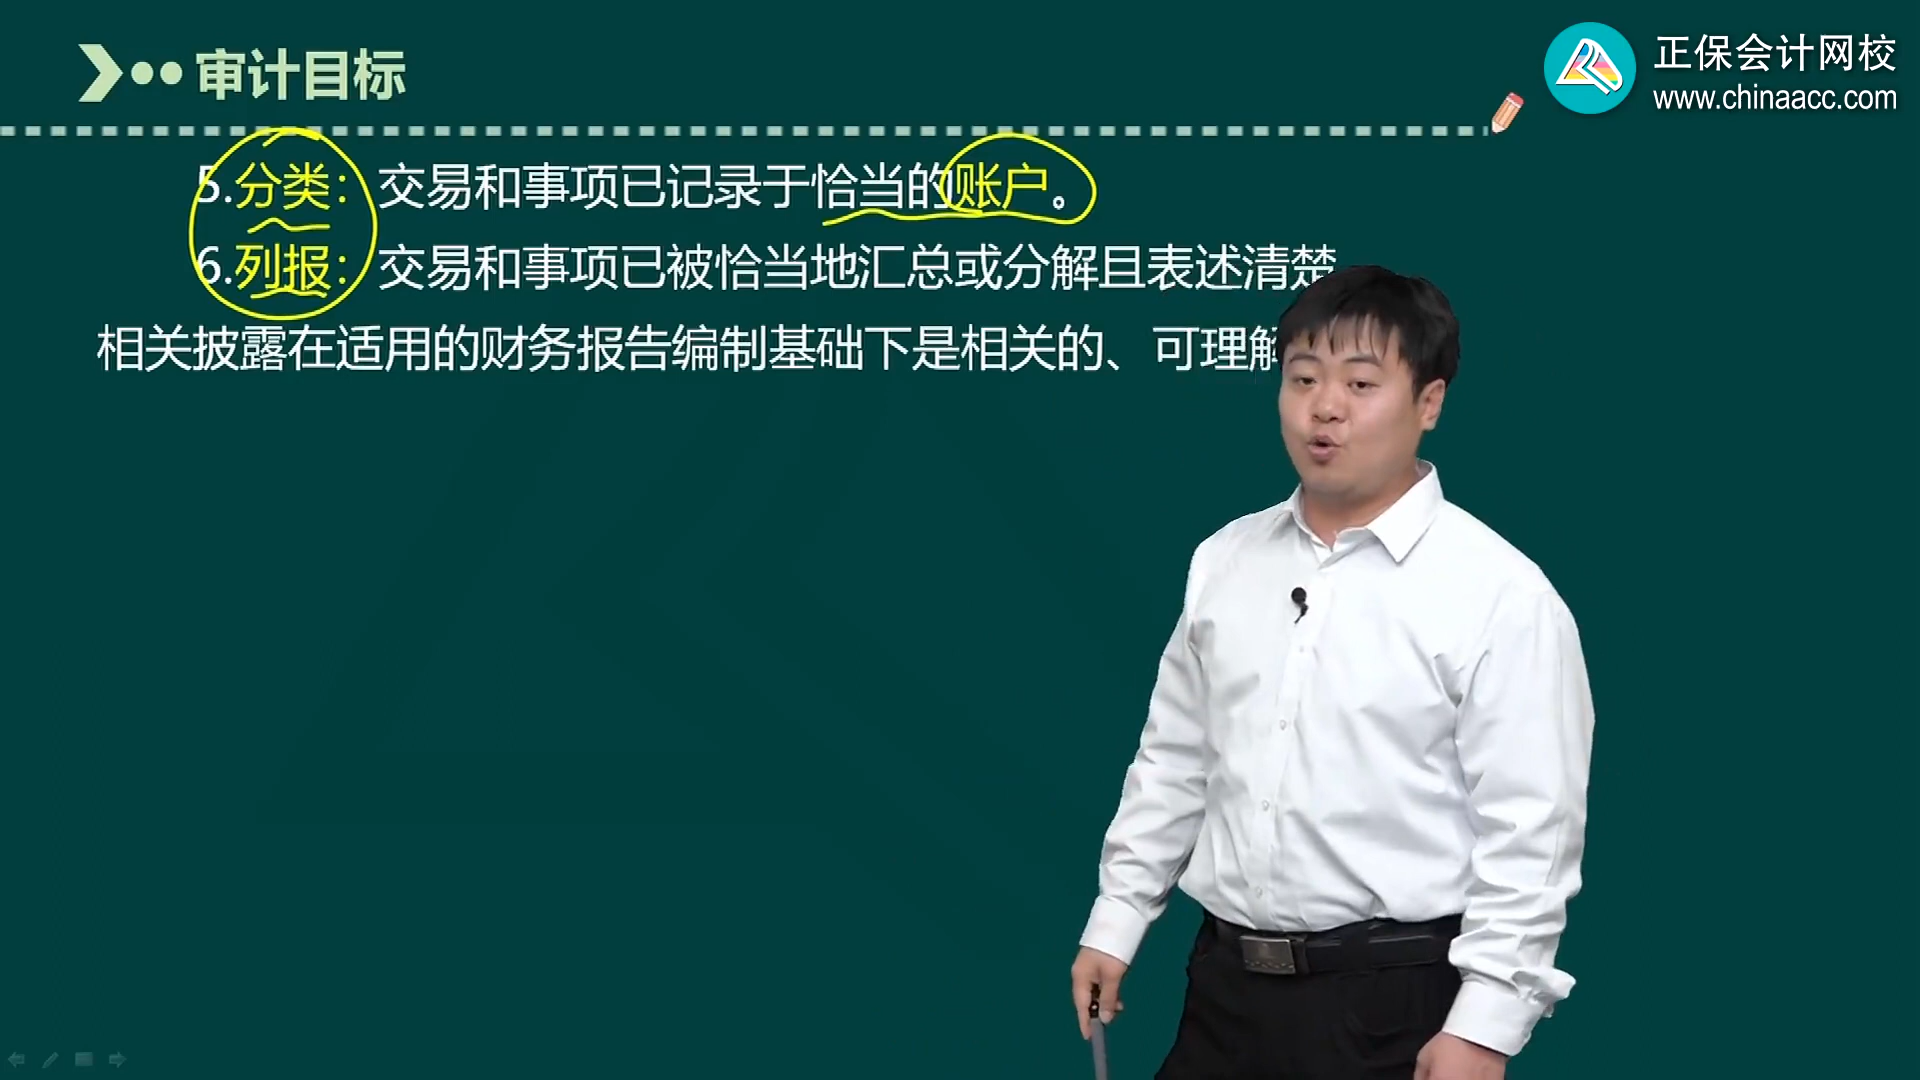 审计目标
正保会计网校
www.chinaacc.com
5.分类：交易和事项已记录于恰当的账户。
6.列报：交易和事项已被恰当地汇总或分解且表述清楚
相关披露在适用的财务报告编制基础下是相关的、可理解